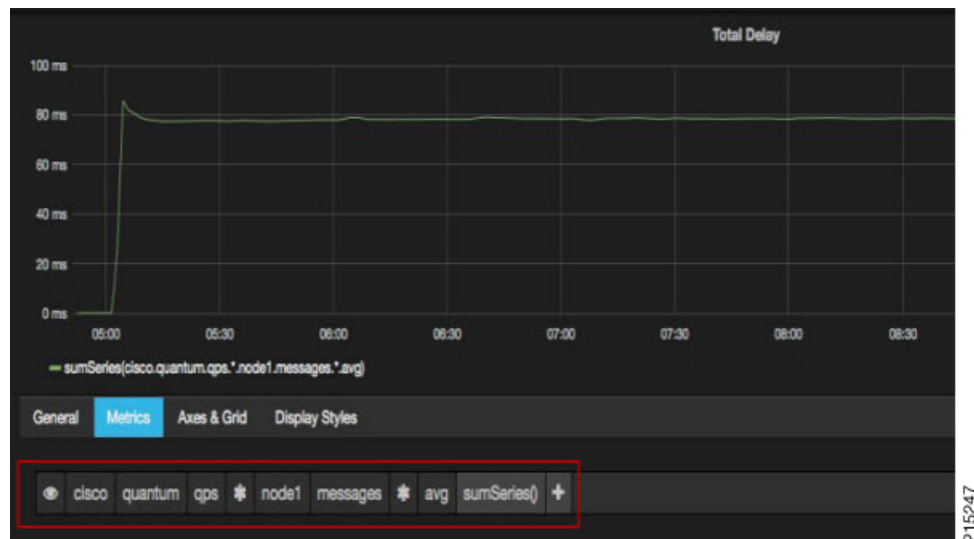 Total Delay
100 ms
80 ms
60 ms
40 ms
20 ms
0 ms
05:00 05:30 06:00 06:30 07:00 07:30 08:00 08:30
sumSeries(cisco.quantum.qps.*.node1.messages.*.avg)
General Metrics Axes & Grid Display Styles
cisco quantum qps * node1 messages * avg sumSeries() +
215247